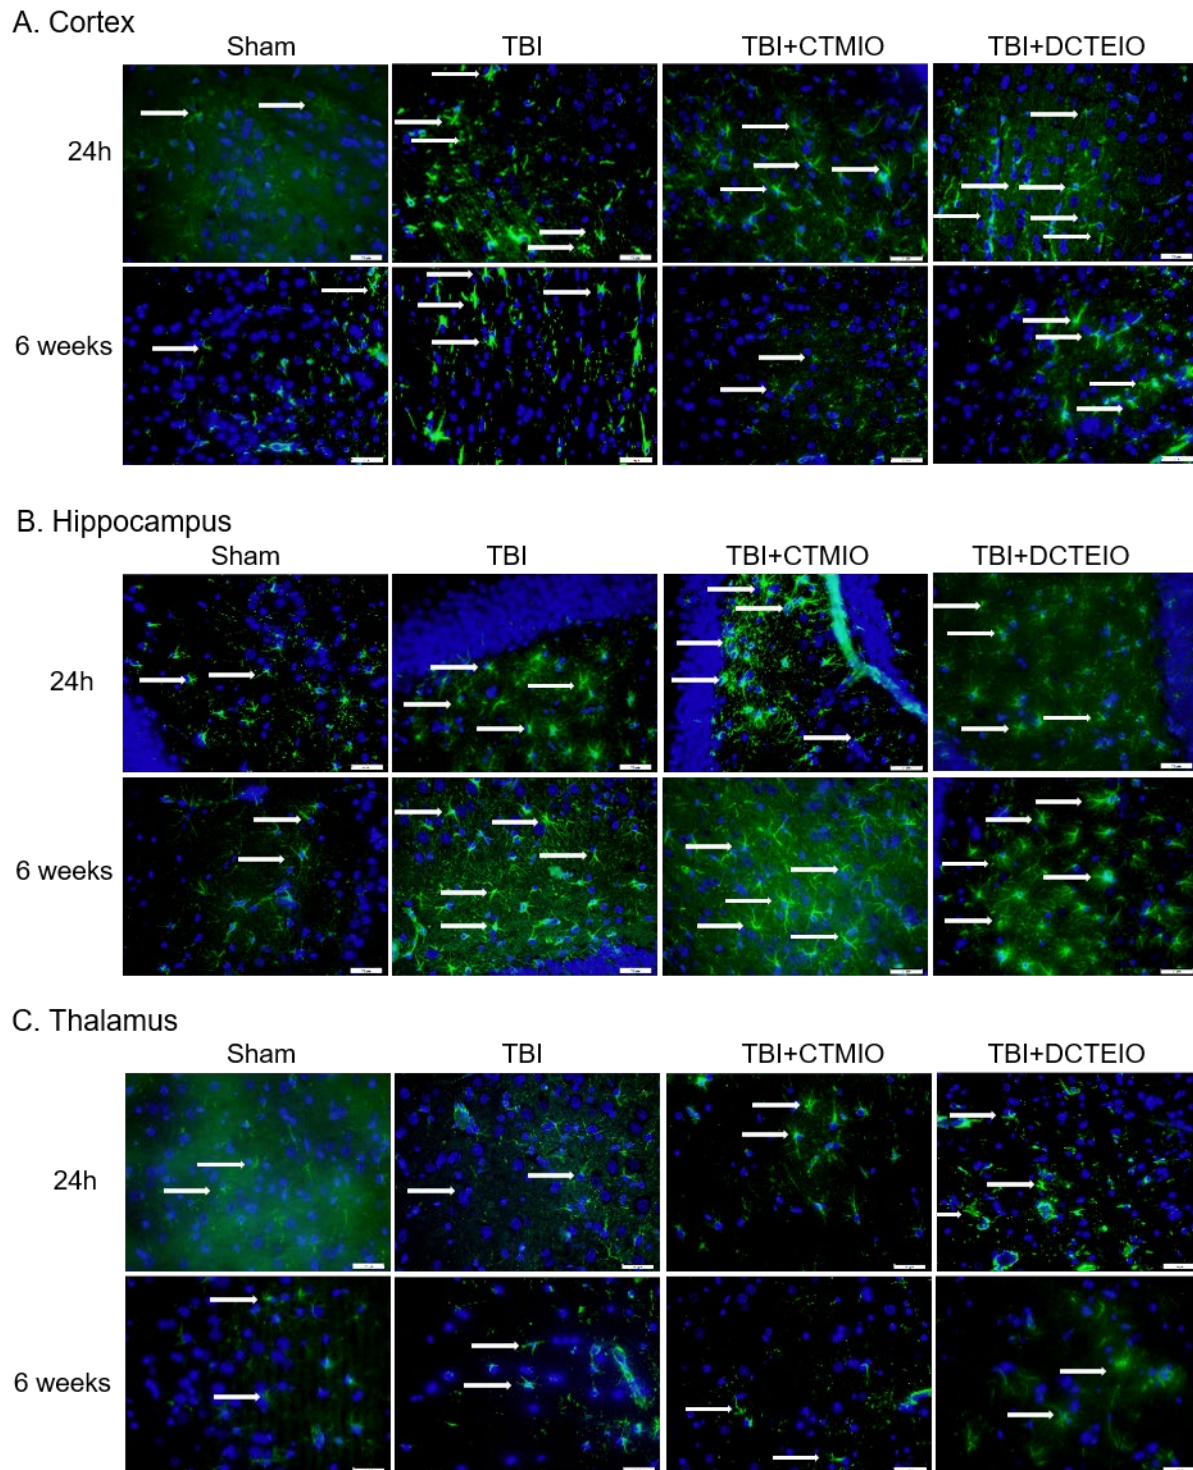 A. Cortex
Sham TBI TBI+CTMIO TBI+DCTEIO
24h
6 weeks
B. Hippocampus
Sham TBI TBI+CTMIO TBI+DCTEIO
24h
6 weeks
C. Thalamus
Sham TBI TBI+CTMIO TBI+DCTEIO
24h
6 weeks